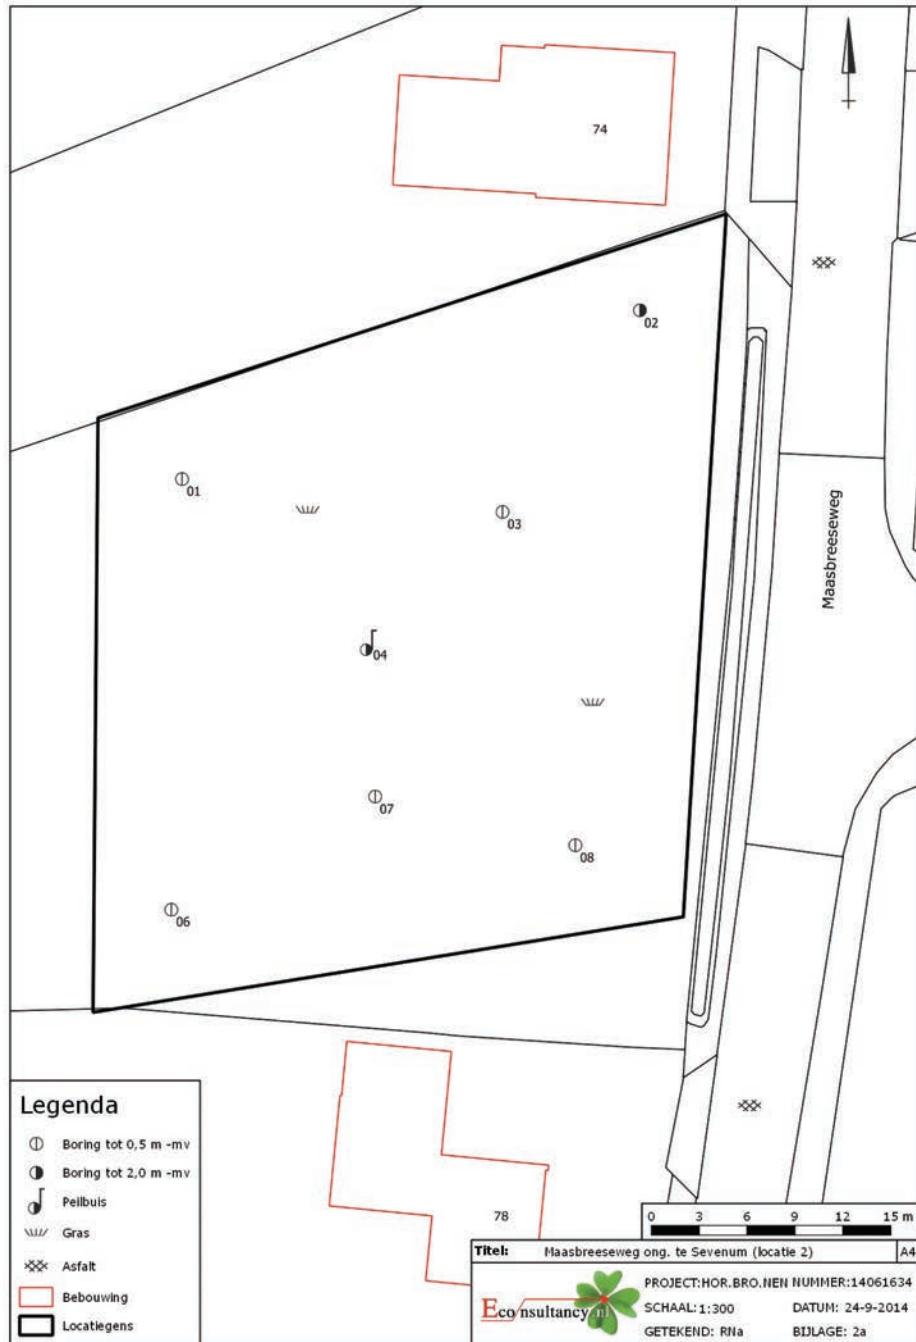 74
02
01
03
Maasbreeseweg
04
07
08
06
Legenda
Boring tot 0,5 m -mv
Boring tot 2,0 m -mv
Peilbuis
Gras
Asfalt
Bebouwing
Locatiegens
78
0 3 6 9 12 15 m
Titel: Maasbreeseweg ong. te Sevenum (locatie 2) A4
Econsultancy.nl
PROJECT:HOR.BRO.NEN NUMMER:14061634
SCHAAL:1:300 DATUM: 24-9-2014
GETEKEND: RNa BIJLAGE: 2a